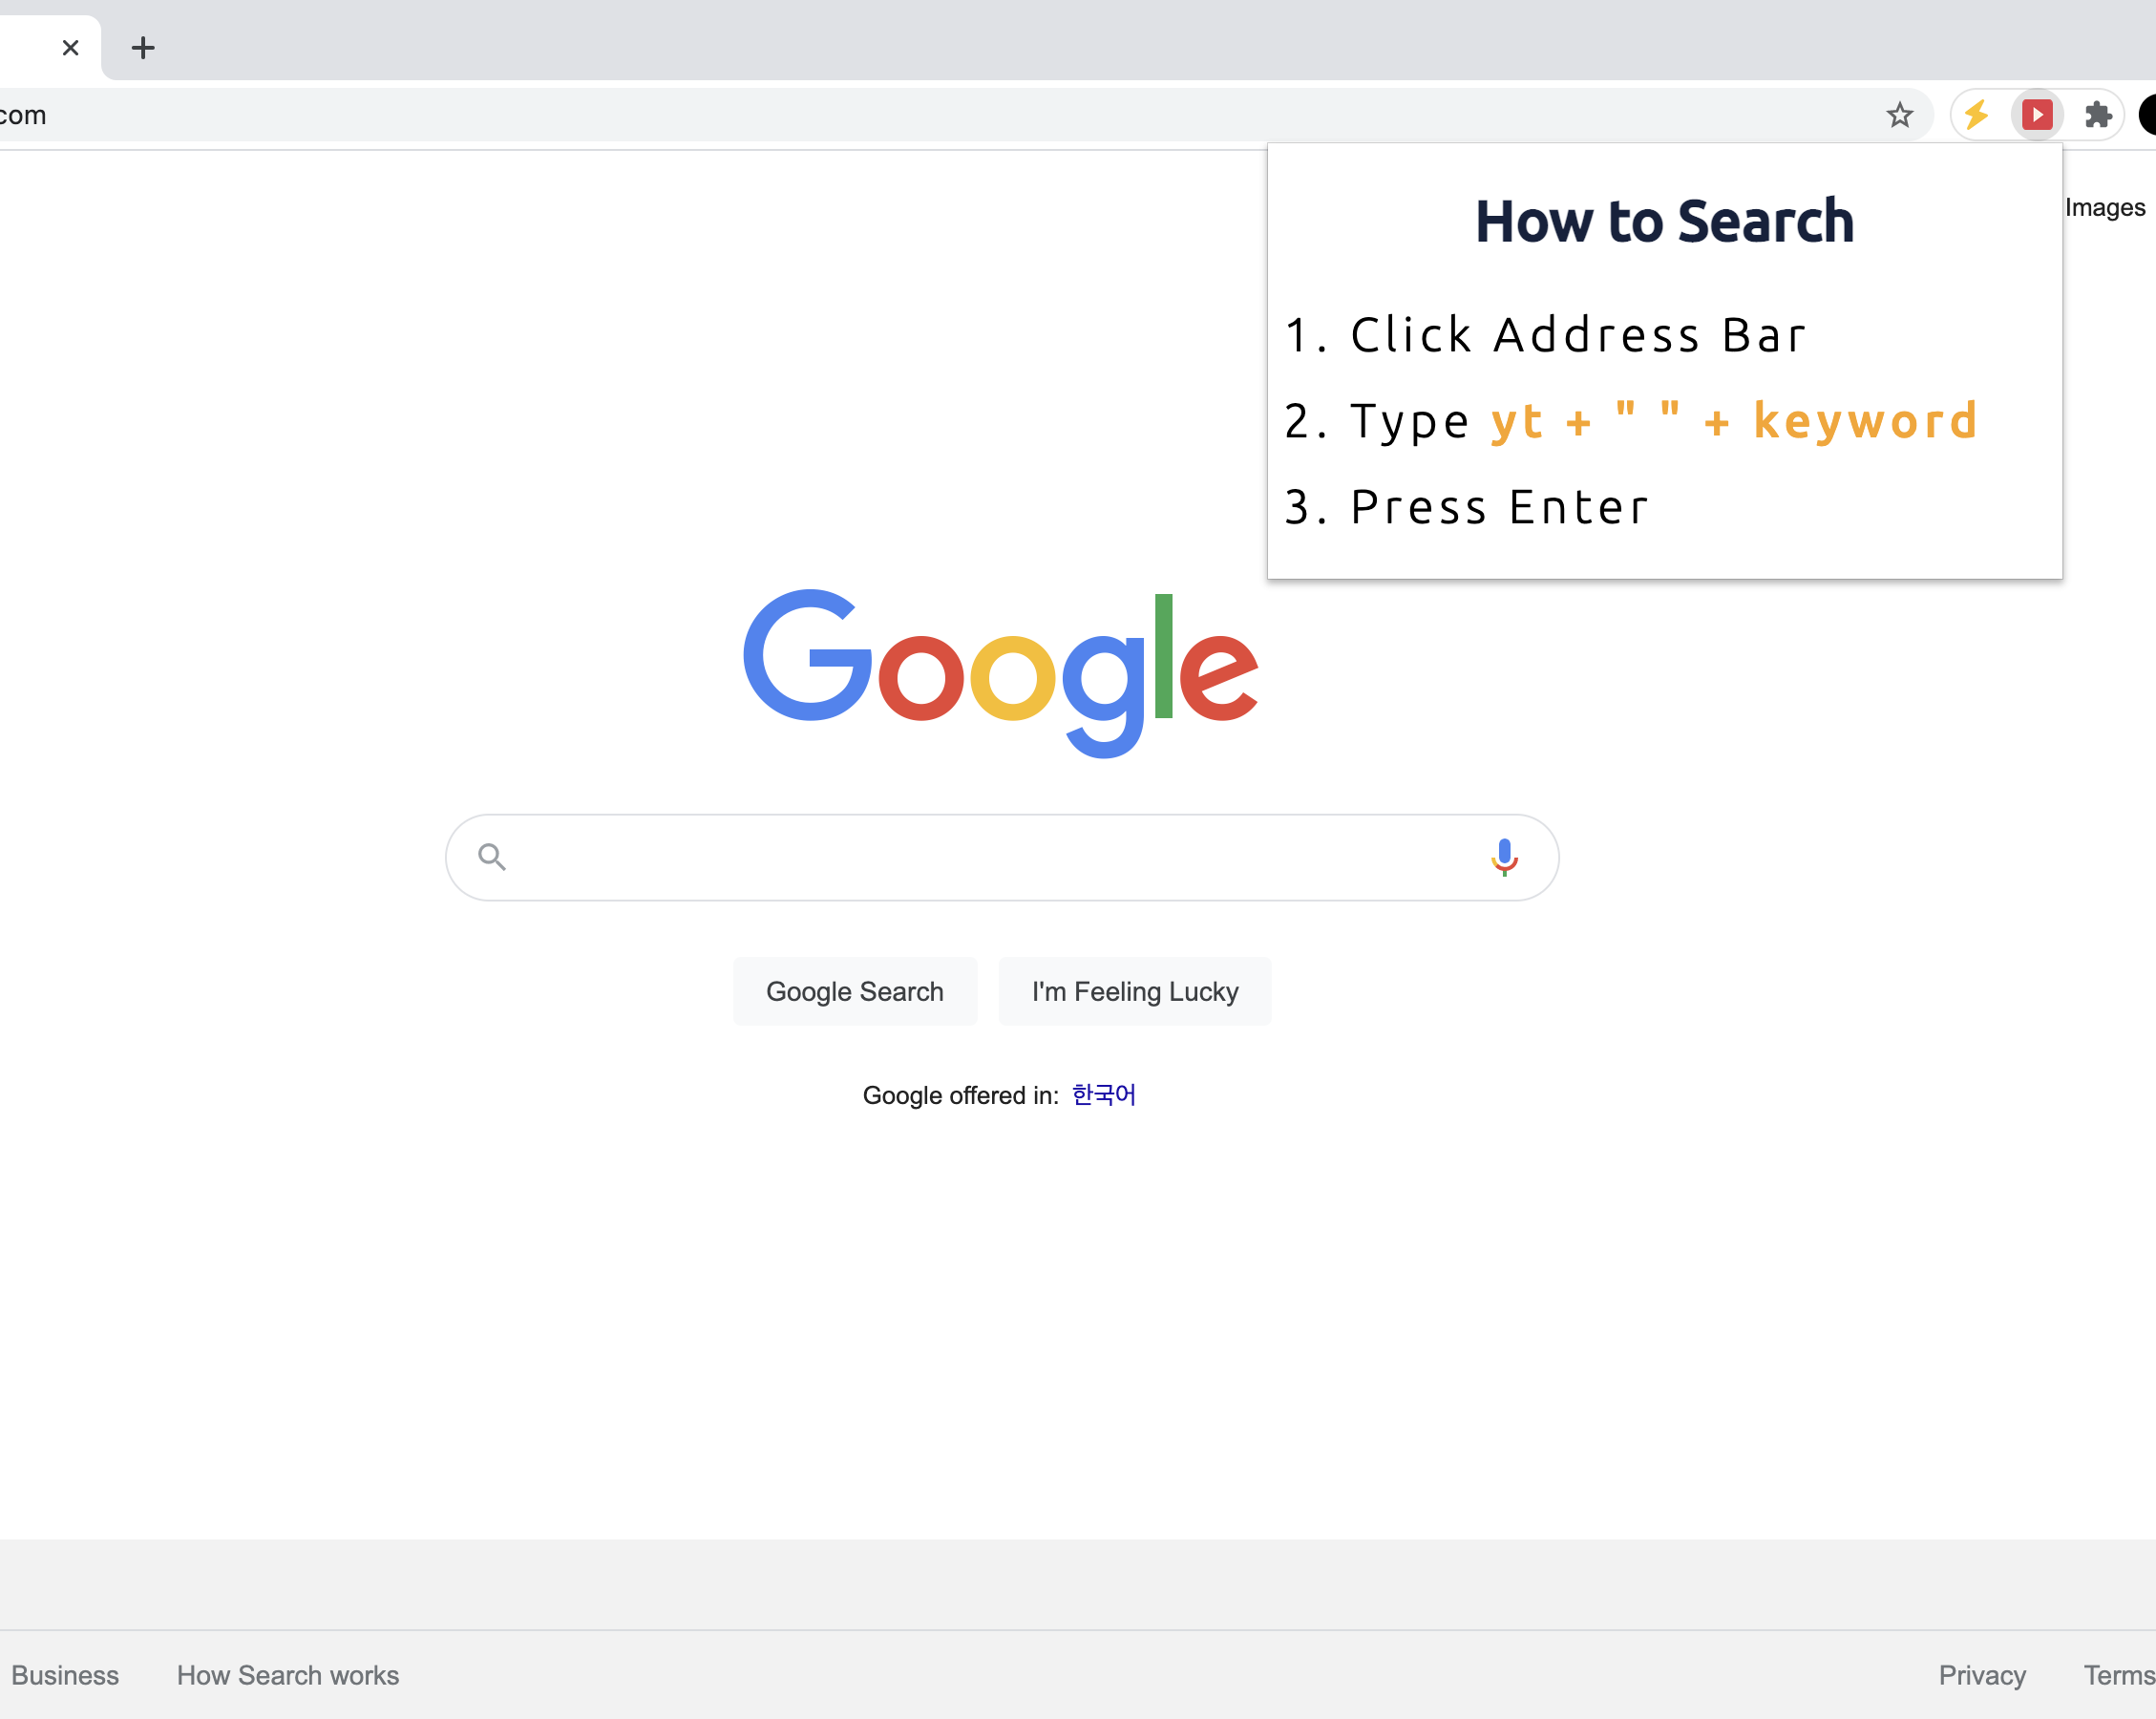 com
Images
How to Search
1. Click Address Bar
2. Type yt + " " + keyword
3. Press Enter
Google
Google Search I'm Feeling Lucky
Google offered in: 한국어
Business How Search works Privacy Terms